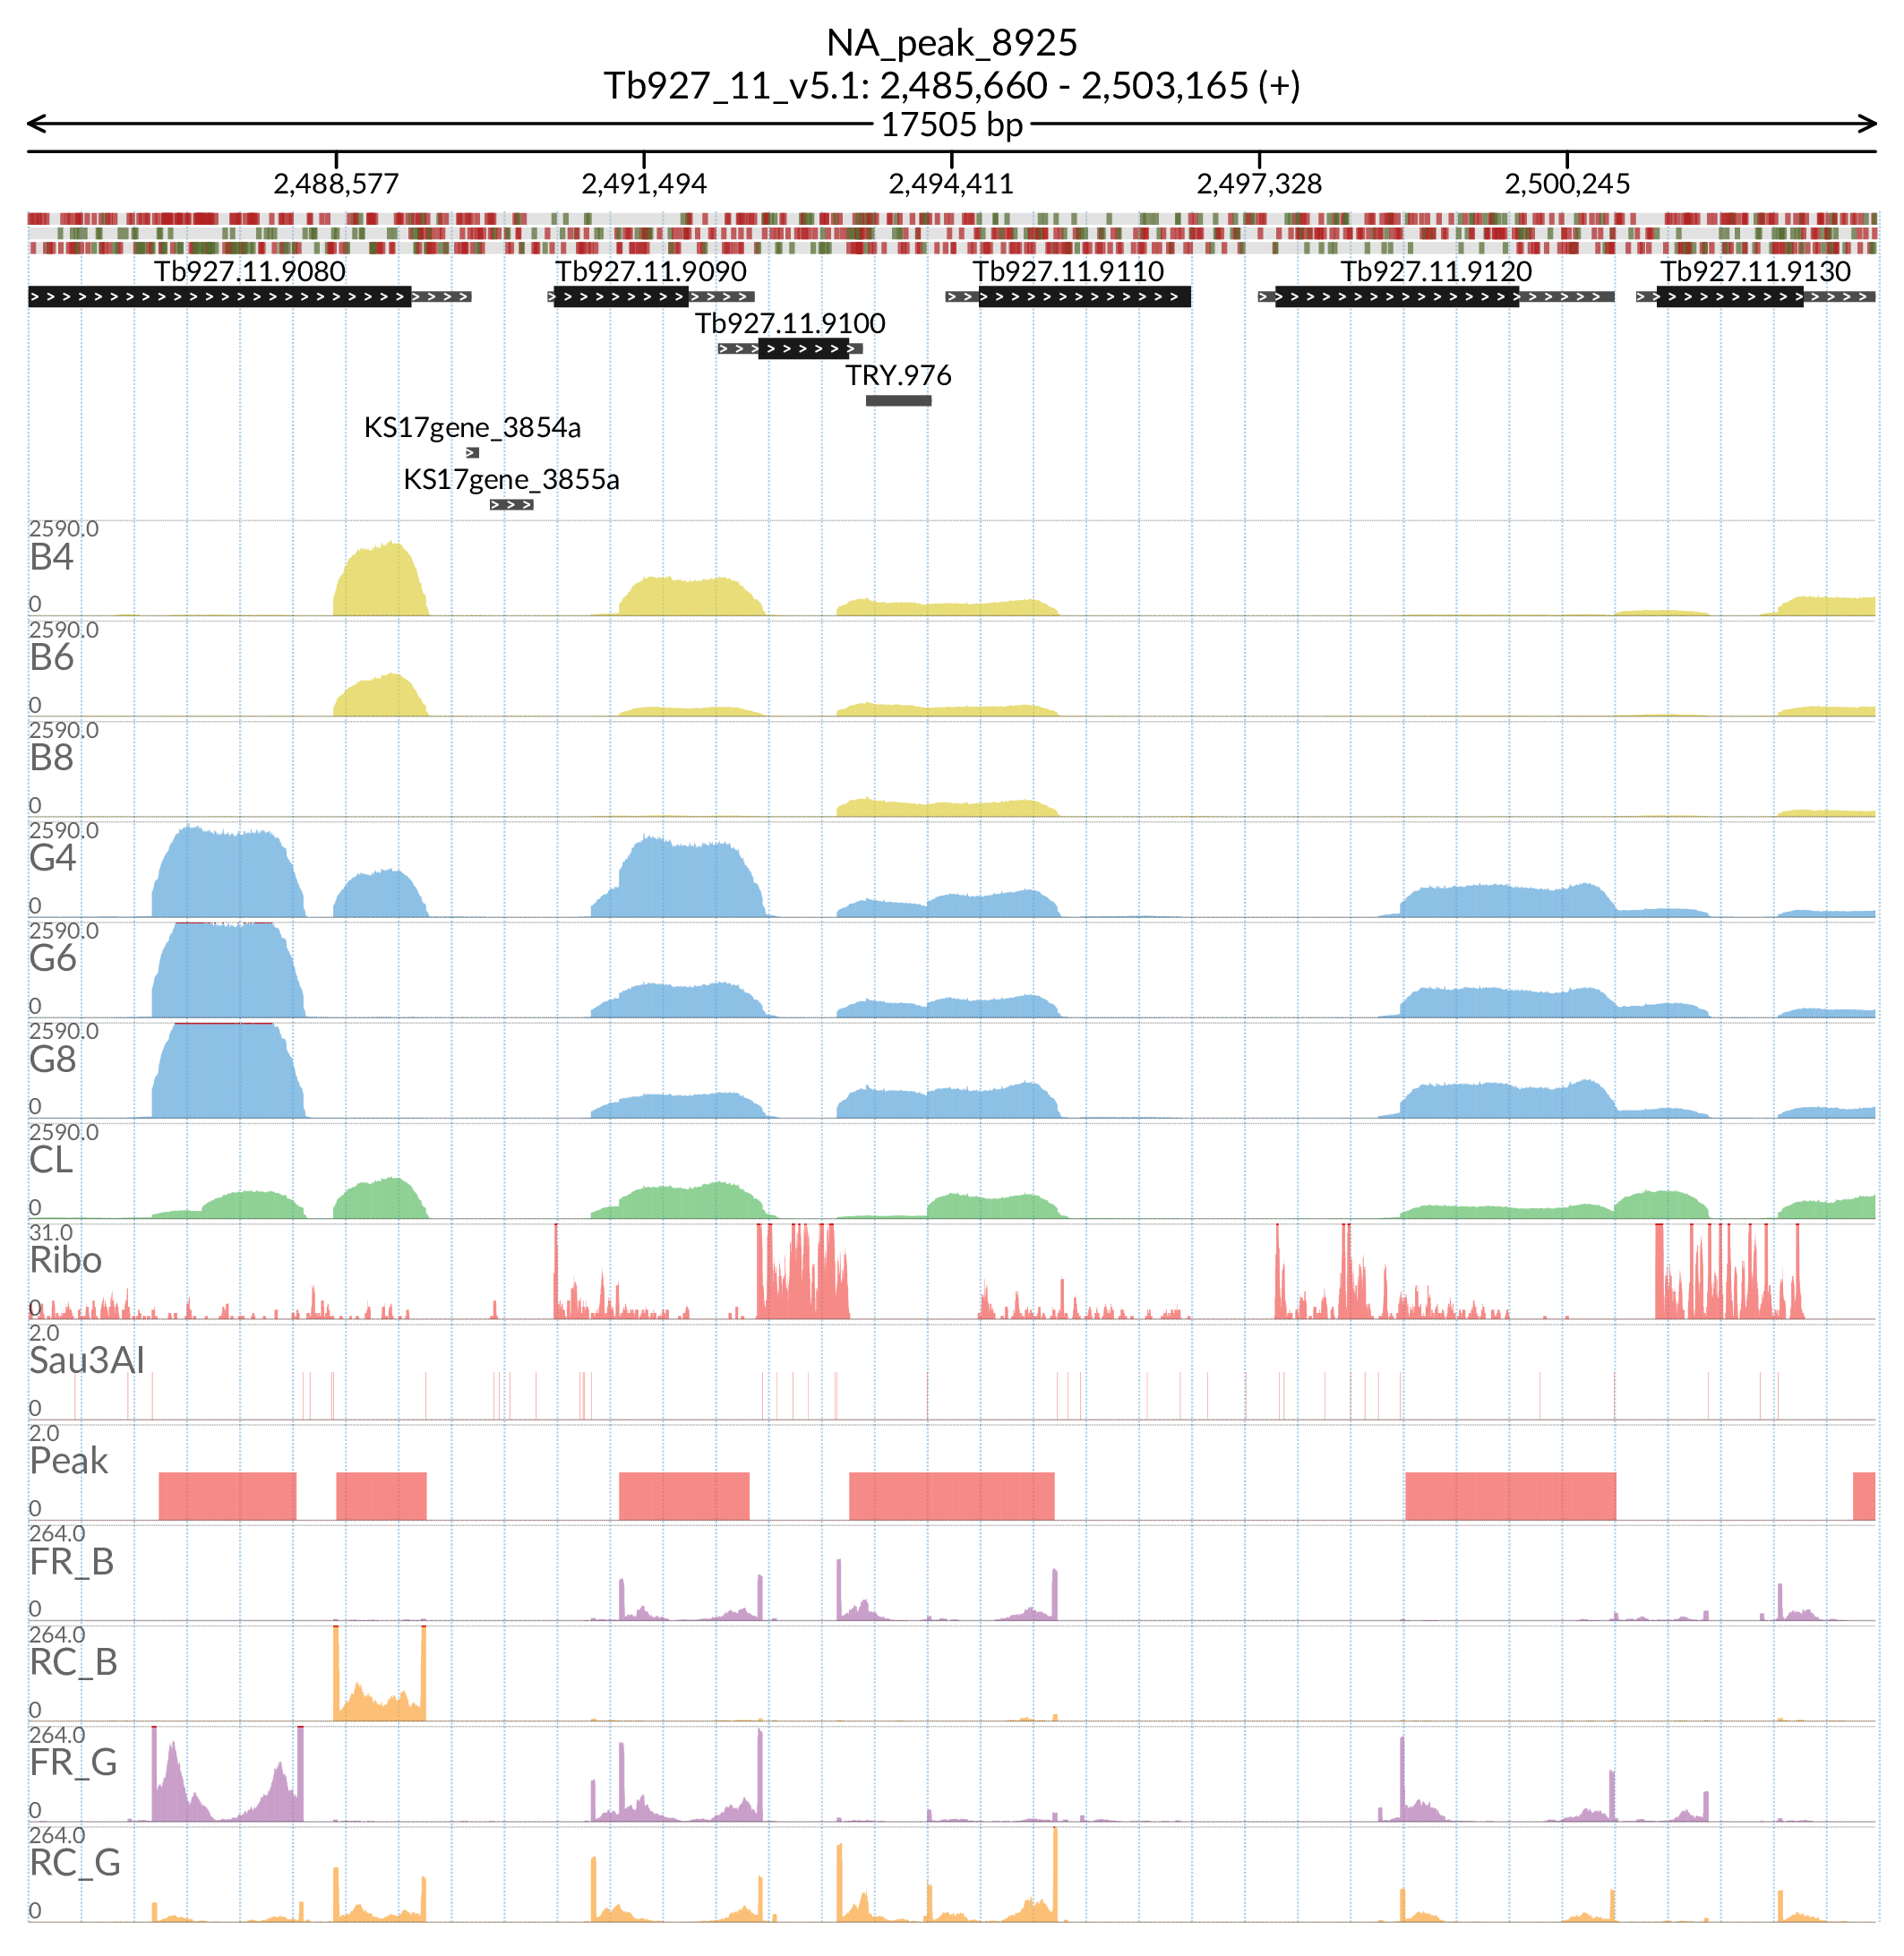 NA_peak_8925
Tb927_11_v5.1: 2,485,660 - 2,503,165 (+)
17505 bp
2,488,577 2,491,494 2,494,411 2,497,328 2,500,245
Tb927.11.9080 Tb927.11.9090 Tb927.11.9110 Tb927.11.9120 Tb927.11.9130
Tb927.11.9100
TRY.976
KS17gene_3854a
KS17gene_3855a
2590.0
B4
0
2590.0
B6
0
2590.0
B8
0
2590.0
G4
0
2590.0
G6
0
2590.0
G8
0
2590.0
CL
0
31.0
Ribo
0
2.0
Sau3AI
0
2.0
Peak
0
264.0
FR_B
0
264.0
RC_B
0
264.0
FR_G
0
264.0
RC_G
0